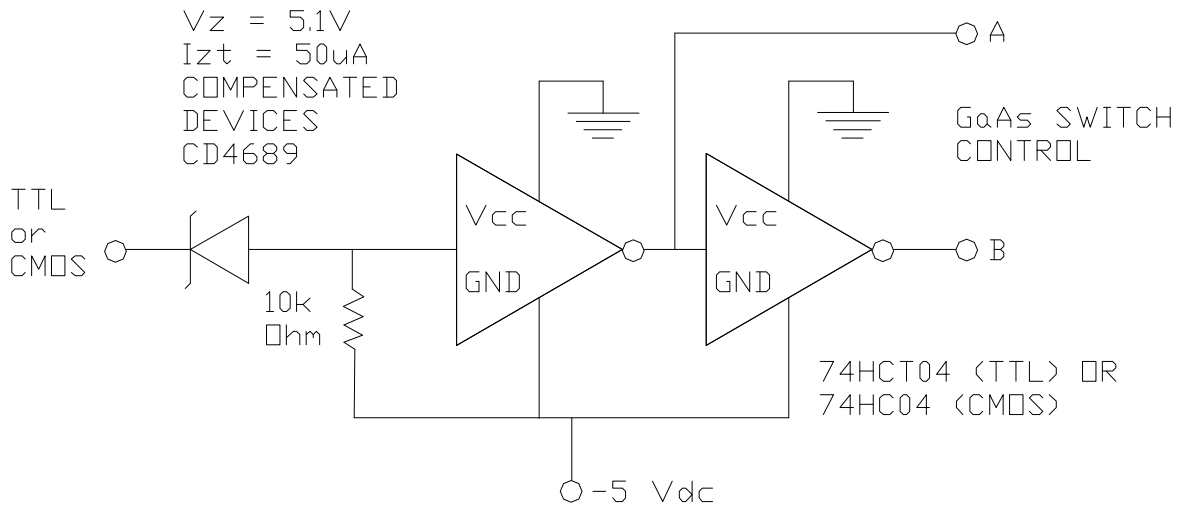 Vz = 5.1V
Izt = 50uA
COMPENSATED
DEVICES
CD4689
A
GaAs SWITCH
CONTROL
TTL
or
CMOS
Vcc
GND
Vcc
GND
B
10k
Ohm
74HCT04 (TTL) OR
74HC04 (CMOS)
-5 Vdc